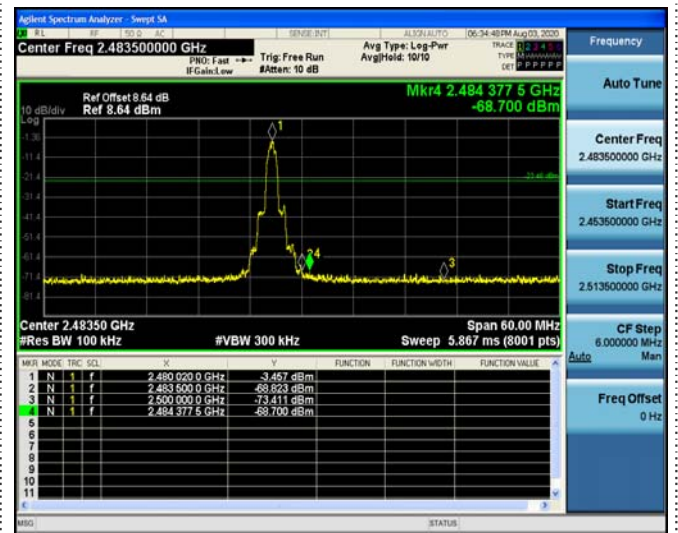 Agilent Spectrum Analyzer - Swept SA
RL RF 50 Ω AC SENSE:INT ALIGN AUTO 06:34:48 PM Aug 03, 2020
Center Freq 2.483500000 GHz
PNO: Fast Trig: Free Run
IFGain:Low #Atten: 10 dB
Avg Type: Log-Pwr
Avg|Hold: 10/10
TRACE 1 2 3 4 5 6
TYPE
DET P P P P P P
Ref Offset 8.64 dB
10 dB/div Ref 8.64 dBm
Log
Mkr4 2.484 377 5 GHz
-68.700 dBm
-1.36
-11.4
-21.4
-31.4
-41.4
-51.4
-61.4
-71.4
-81.4
1
2 4
3
Center 2.48350 GHz Span 60.00 MHz
#Res BW 100 kHz #VBW 300 kHz Sweep 5.867 ms (8001 pts)
MKR MODE TRC SCL X Y FUNCTION FUNCTION WIDTH FUNCTION VALUE
1 N 1 f 2.480 020 0 GHz -3.457 dBm
2 N 1 f 2.483 500 0 GHz -68.823 dBm
3 N 1 f 2.500 000 0 GHz -73.411 dBm
4 N 1 f 2.484 377 5 GHz -68.700 dBm
5
6
7
8
9
10
11
MSG STATUS
Frequency
Auto Tune
Center Freq
2.483500000 GHz
Start Freq
2.453500000 GHz
Stop Freq
2.513500000 GHz
CF Step
6.000000 MHz
Auto Man
Freq Offset
0 Hz